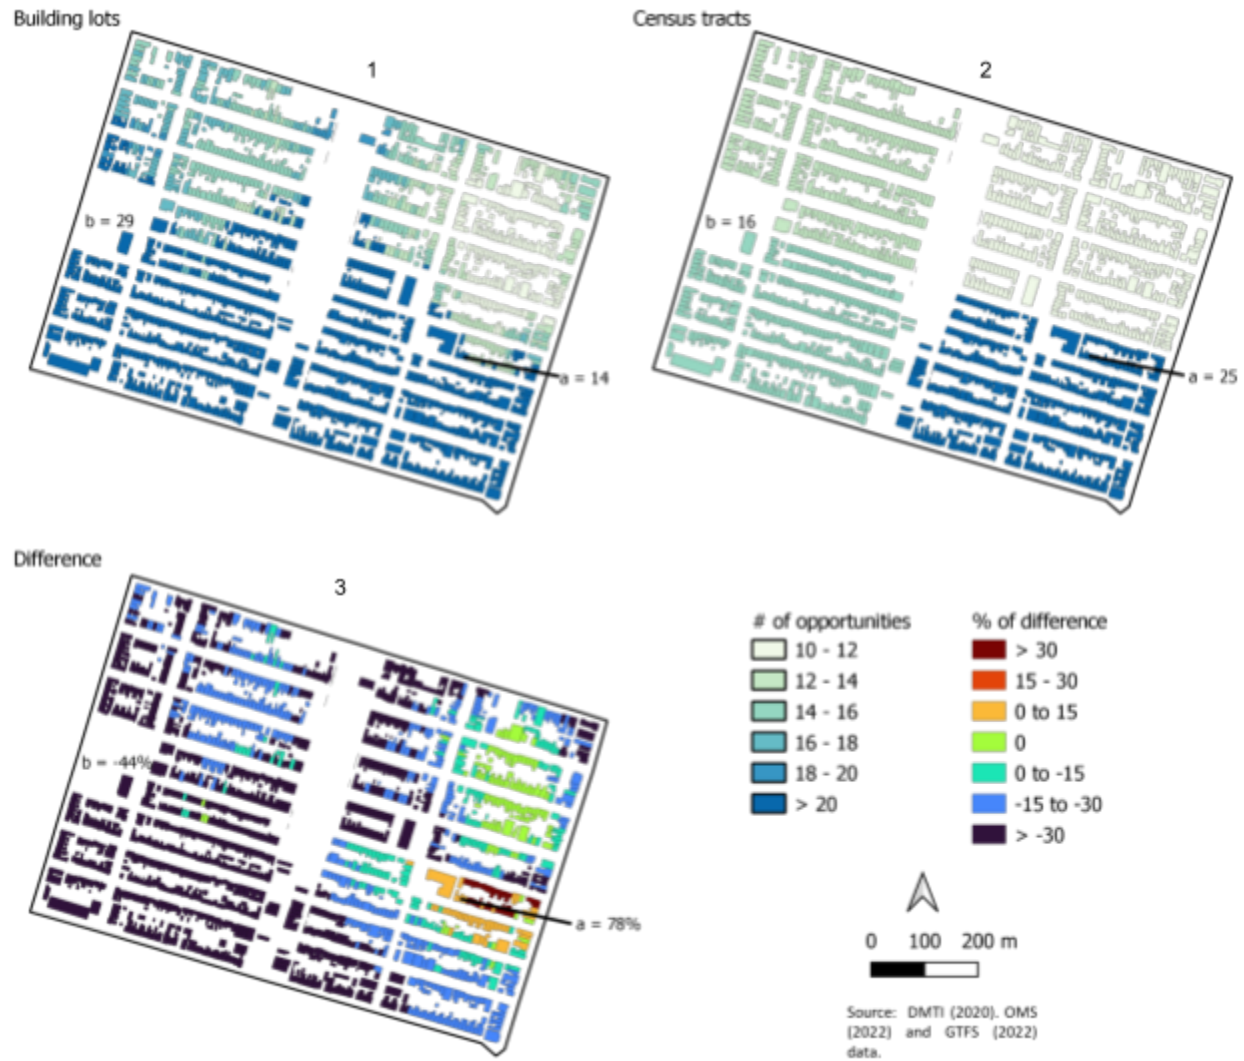 Building lots
Census tracts
1
2
b = 29
b = 16
a = 14
a = 25
Difference
3
b = -44%
a = 78%
# of opportunities
10 - 12
12 - 14
14 - 16
16 - 18
18 - 20
> 20
% of difference
> 30
15 - 30
0 to 15
0
0 to -15
-15 to -30
> -30
0 100 200 m
Source: DMTI (2020). OMS
(2022) and GTFS (2022)
data.